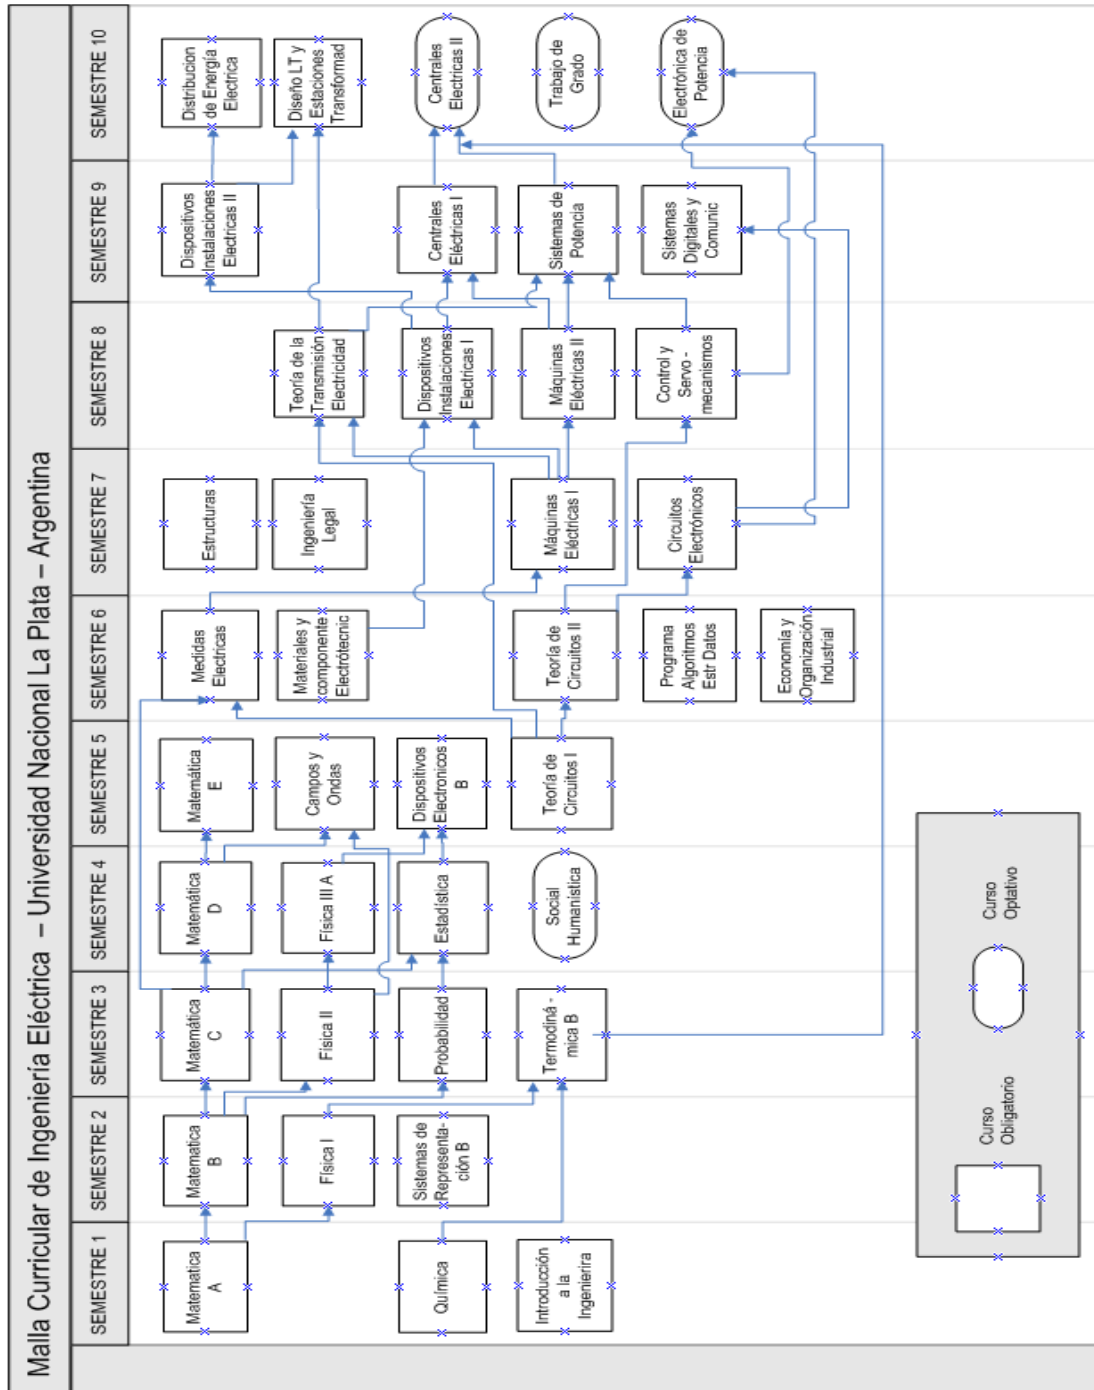 Malla Curricular de Ingeniería Eléctrica – Universidad Nacional La Plata – Argentina
SEMESTRE 1
SEMESTRE 2
SEMESTRE 3
SEMESTRE 4
SEMESTRE 5
SEMESTRE 6
SEMESTRE 7
SEMESTRE 8
SEMESTRE 9
SEMESTRE 10
Matematica
A
Química
Introducción
a la
Ingenierira
Matematica
B
Física I
Sistemas de
Representa-
ción B
Matemática
C
Física II
Probabilidad
Termodiná -
mica B
Matemática
D
Física III A
Estadística
Social
Humanística
Matemática
E
Campos y
Ondas
Dispositivos
Electronicos
B
Teoría de
Circuitos I
Medidas
Electricas
Materiales y
componente
Electrótecnic
Teoría de
Circuitos II
Programa
Algoritmos
Estr Datos
Economía y
Organización
Industrial
Estructuras
Ingeniería
Legal
Máquinas
Eléctricas I
Circuitos
Electrónicos
Teoría de la
Transmisión
Electricidad
Dispositivos
Instalaciones
Electricas I
Máquinas
Eléctricas II
Control y
Servo -
mecanismos
Dispositivos
Instalaciones
Electricas II
Centrales
Eléctricas I
Sistemas de
Potencia
Sistemas
Digitales y
Comunic
Distribucion
de Energía
Electrica
Diseño LT y
Estaciones
Transformad
Centrales
Electricas II
Trabajo de
Grado
Electrónica de
Potencia
Curso
Obligatorio
Curso
Optativo